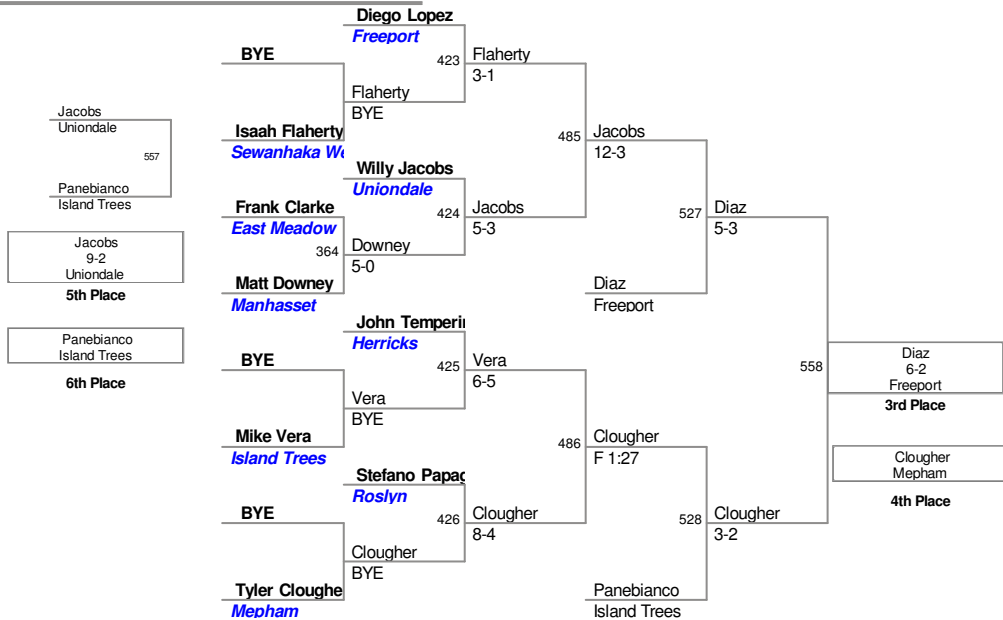 Diego Lopez
Freeport
BYE
423
Flaherty
3-1
Flaherty
BYE
Isaah Flaherty
Sewanhaka We
485
Jacobs
12-3
Willy Jacobs
Uniondale
Frank Clarke
East Meadow
424
Jacobs
5-3
364
Downey
5-0
Matt Downey
Manhasset
527
Diaz
5-3
Diaz
Freeport
John Temperin
Herricks
BYE
425
Vera
6-5
Vera
BYE
Mike Vera
Island Trees
486
Clougher
F 1:27
Stefano Papag
Roslyn
BYE
426
Clougher
8-4
Clougher
BYE
Tyler Cloughe
Mepham
528
Clougher
3-2
Panebianco
Island Trees
558
Diaz
6-2
Freeport
3rd Place
Clougher
Mepham
4th Place
Jacobs
Uniondale
557
Panebianco
Island Trees
Jacobs
9-2
Uniondale
5th Place
Panebianco
Island Trees
6th Place